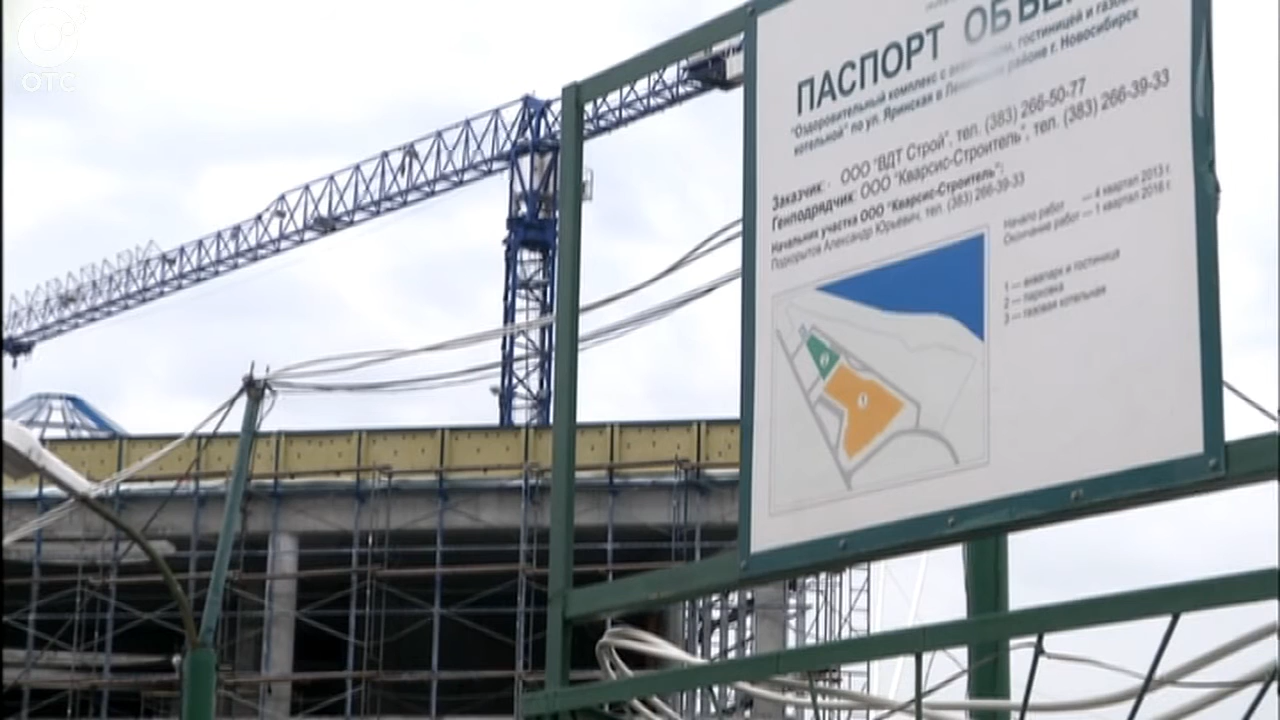 ОТС
ПАСПОРТ ОБЪЕ
"Оздоровительный комплекс с аквапарком, гостиницей и газовой
котельной" по ул. Яринская в районе г. Новосибирск
Заказчик: - ООО "ВДТ Строй", тел. (383) 266-50-77
Генподрядчик: ООО "Кварсис-Строитель", тел. (383) 266-39-33
Начальник участка ООО "Кварсис-Строитель":
Подкорытов Александр Юрьевич, тел. (383) 266-39-33
Начало работ — 4 квартал 2013 г.
Окончание работ — 1 квартал 2016 г.
1 — аквапарк и гостиница
2 — парковка
3 — газовая котельная
1